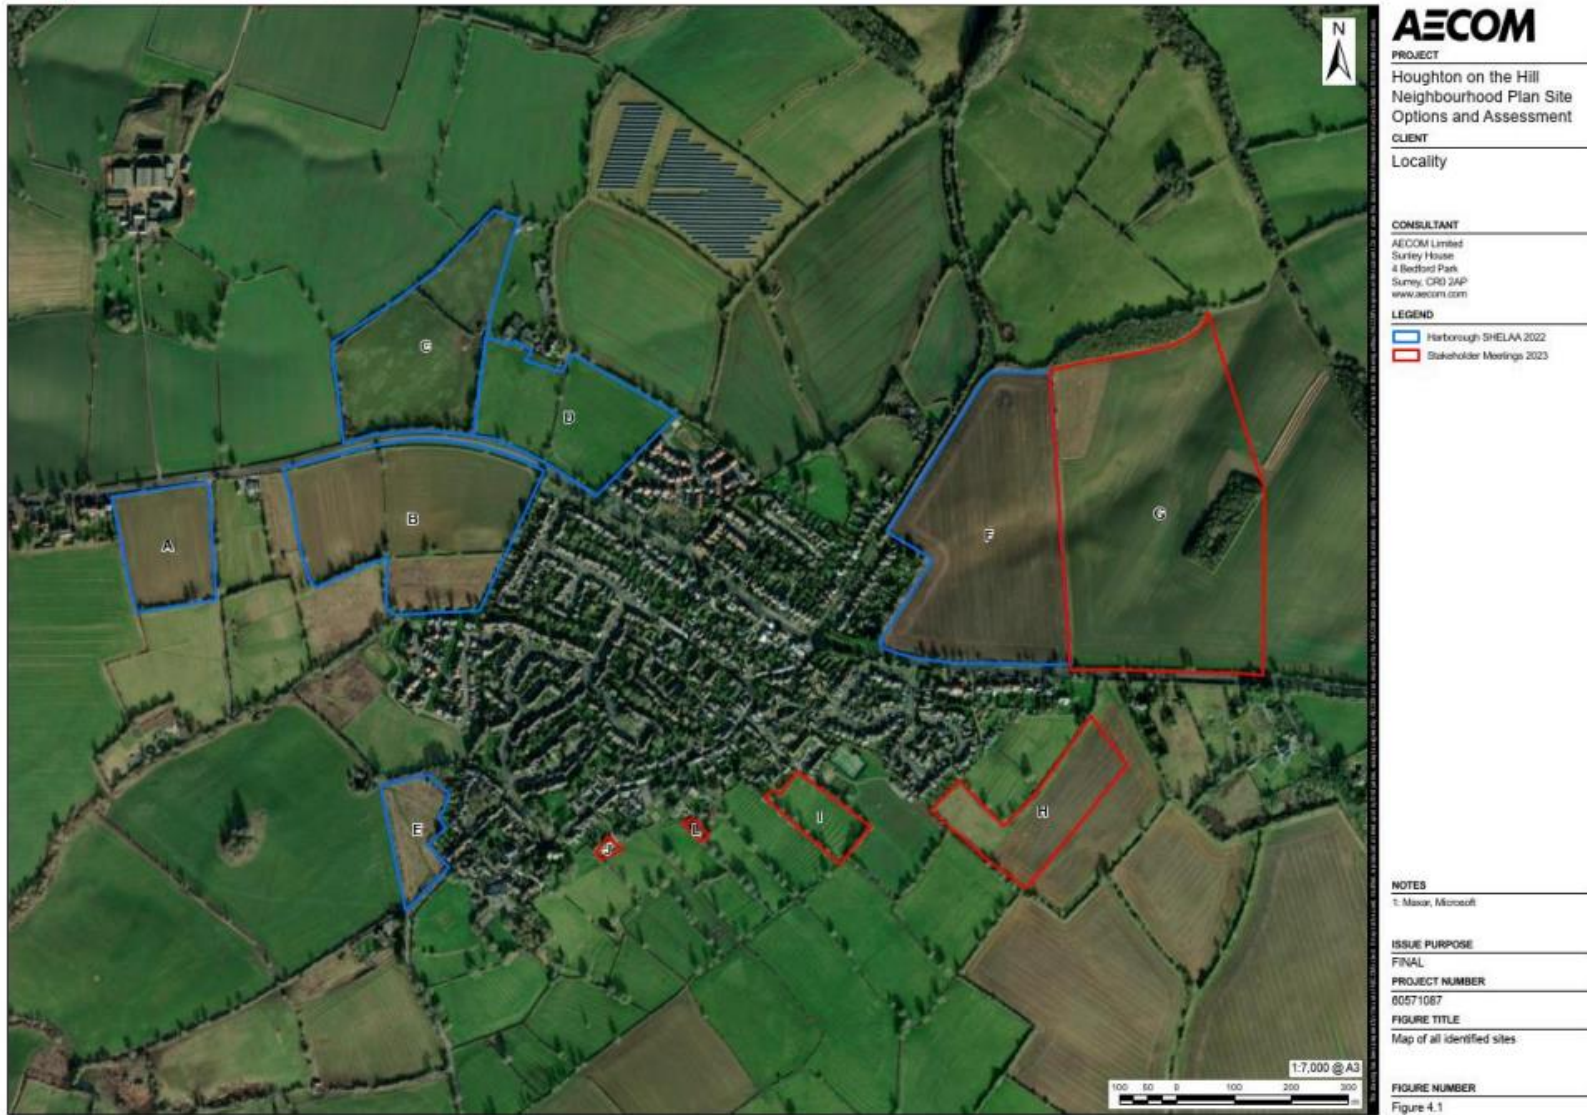 N
C
D
B
A
F
G
E
H
I
J
L
1:7,000 @ A3
100 50 0 100 200 300
m
AECOM
PROJECT
Houghton on the Hill
Neighbourhood Plan Site
Options and Assessment
CLIENT
Locality
CONSULTANT
AECOM Limited
Sunley House
4 Bedford Park
Surrey, CR0 2AP
www.aecom.com
LEGEND
Harborough SHELAA 2022
Stakeholder Meetings 2023
NOTES
1: Maxar, Microsoft
ISSUE PURPOSE
FINAL
PROJECT NUMBER
60571087
FIGURE TITLE
Map of all identified sites
FIGURE NUMBER
Figure 4.1